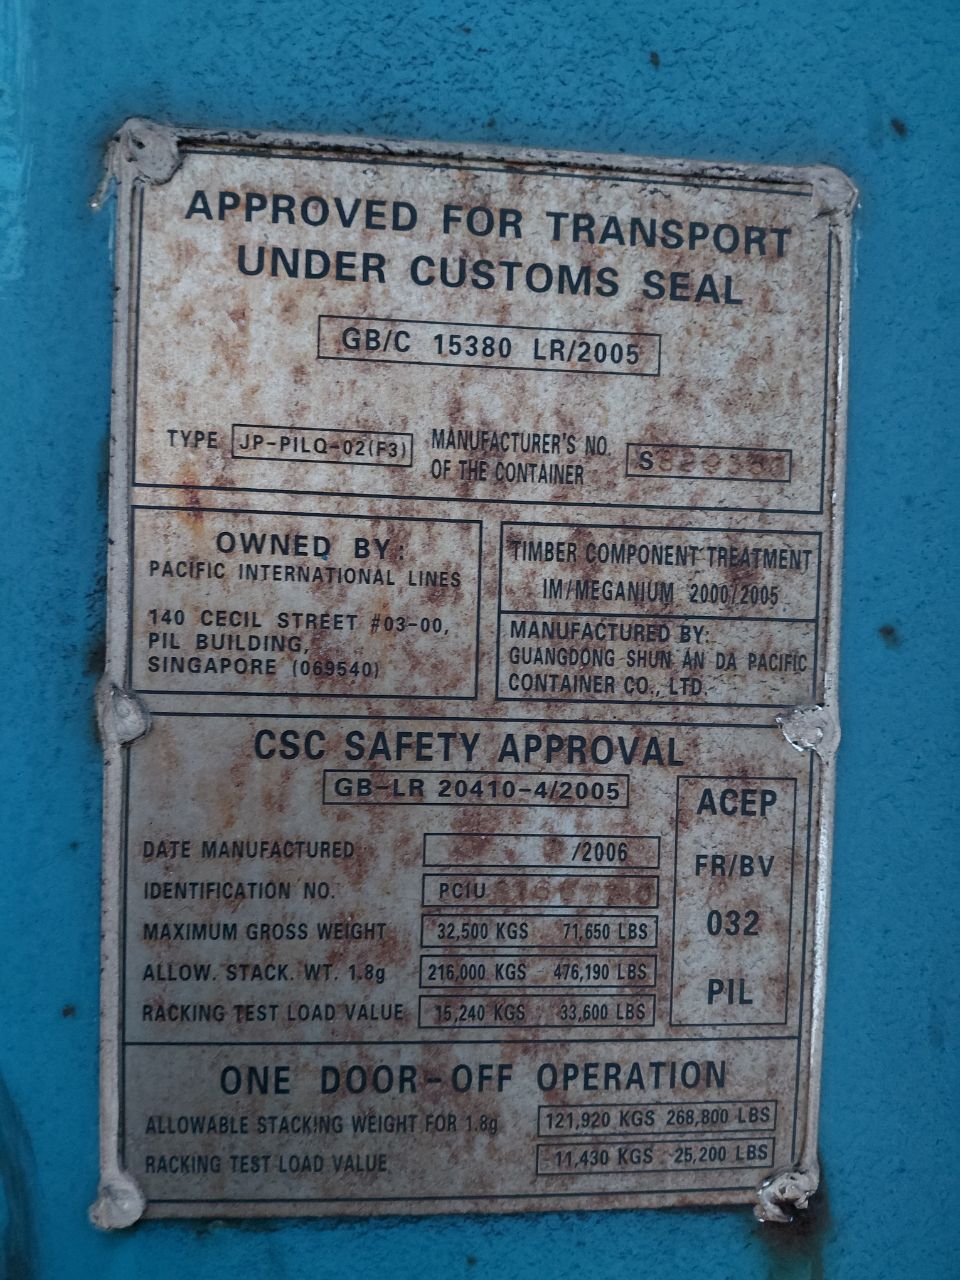 APPROVED FOR TRANSPORT
UNDER CUSTOMS SEAL
GB/C 15380 LR/2005
TYPE JP-PILQ-02(F3)
MANUFACTURER'S NO.
OF THE CONTAINER
OWNED BY:
PACIFIC INTERNATIONAL LINES
140 CECIL STREET #03-00,
PIL BUILDING,
SINGAPORE (069540)
TIMBER COMPONENT TREATMENT
IM/MEGANIUM 2000/2005
MANUFACTURED BY:
GUANGDONG SHUN AN DA PACIFIC
CONTAINER CO., LTD.
CSC SAFETY APPROVAL
GB-LR 20410-4/2005
DATE MANUFACTURED /2006
IDENTIFICATION NO. PCIU
MAXIMUM GROSS WEIGHT 32,500 KGS 71,650 LBS
ALLOW. STACK. WT. 1.8g 216,000 KGS 476,190 LBS
RACKING TEST LOAD VALUE 15,240 KGS 33,600 LBS
ACEP
FR/BV
032
PIL
ONE DOOR-OFF OPERATION
ALLOWABLE STACKING WEIGHT FOR 1.8g 121,920 KGS 268,800 LBS
RACKING TEST LOAD VALUE 11,430 KGS 25,200 LBS